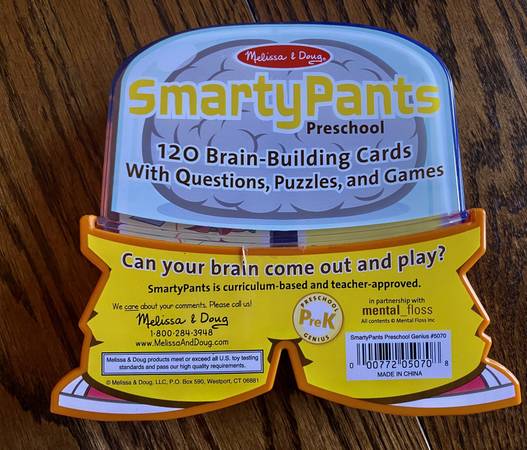 Melissa & Doug
SmartyPants
Preschool
120 Brain-Building Cards
With Questions, Puzzles, and Games
Can your brain come out and play?
SmartyPants is curriculum-based and teacher-approved.
We care about your comments. Please call us!
Melissa & Doug
1-800-284-3948
www.MelissaAndDoug.com
Melissa & Doug products meet or exceed all U.S. toy testing
standards and pass our high quality requirements.
© Melissa & Doug, LLC, P.O. Box 590, Westport, CT 06881
PRESCHOOL
PreK
GENIUS
in partnership with
mental_floss
All contents © Mental Floss Inc
SmartyPants Preschool Genius #5070
0 00772 05070 8
MADE IN CHINA